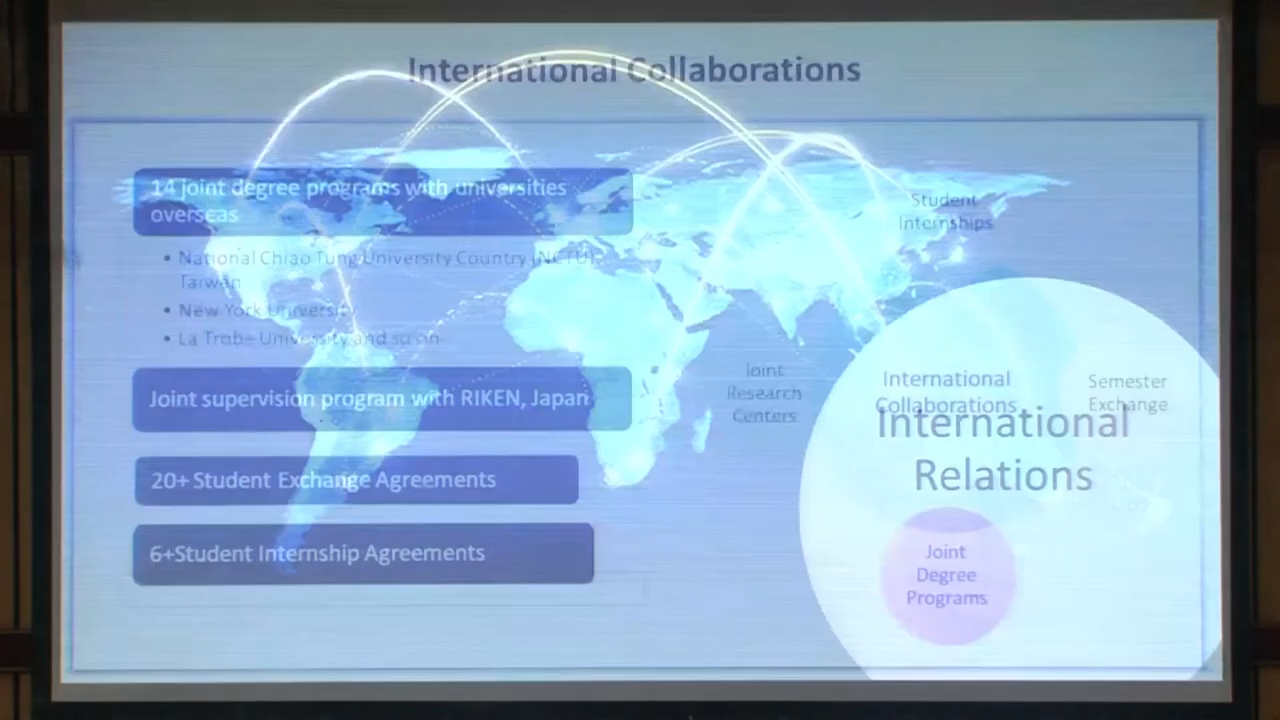 International Collaborations
14 joint degree programs with universities
overseas
• National Chiao Tung University Country (NCTU),
Taiwan
• New York University
• La Trobe University and so on
Joint supervision program with RIKEN, Japan
20+ Student Exchange Agreements
6+Student Internship Agreements
Student
Internships
Joint
Research
Centers
International
Collaborations
Semester
Exchange
International
Relations
Joint
Degree
Programs